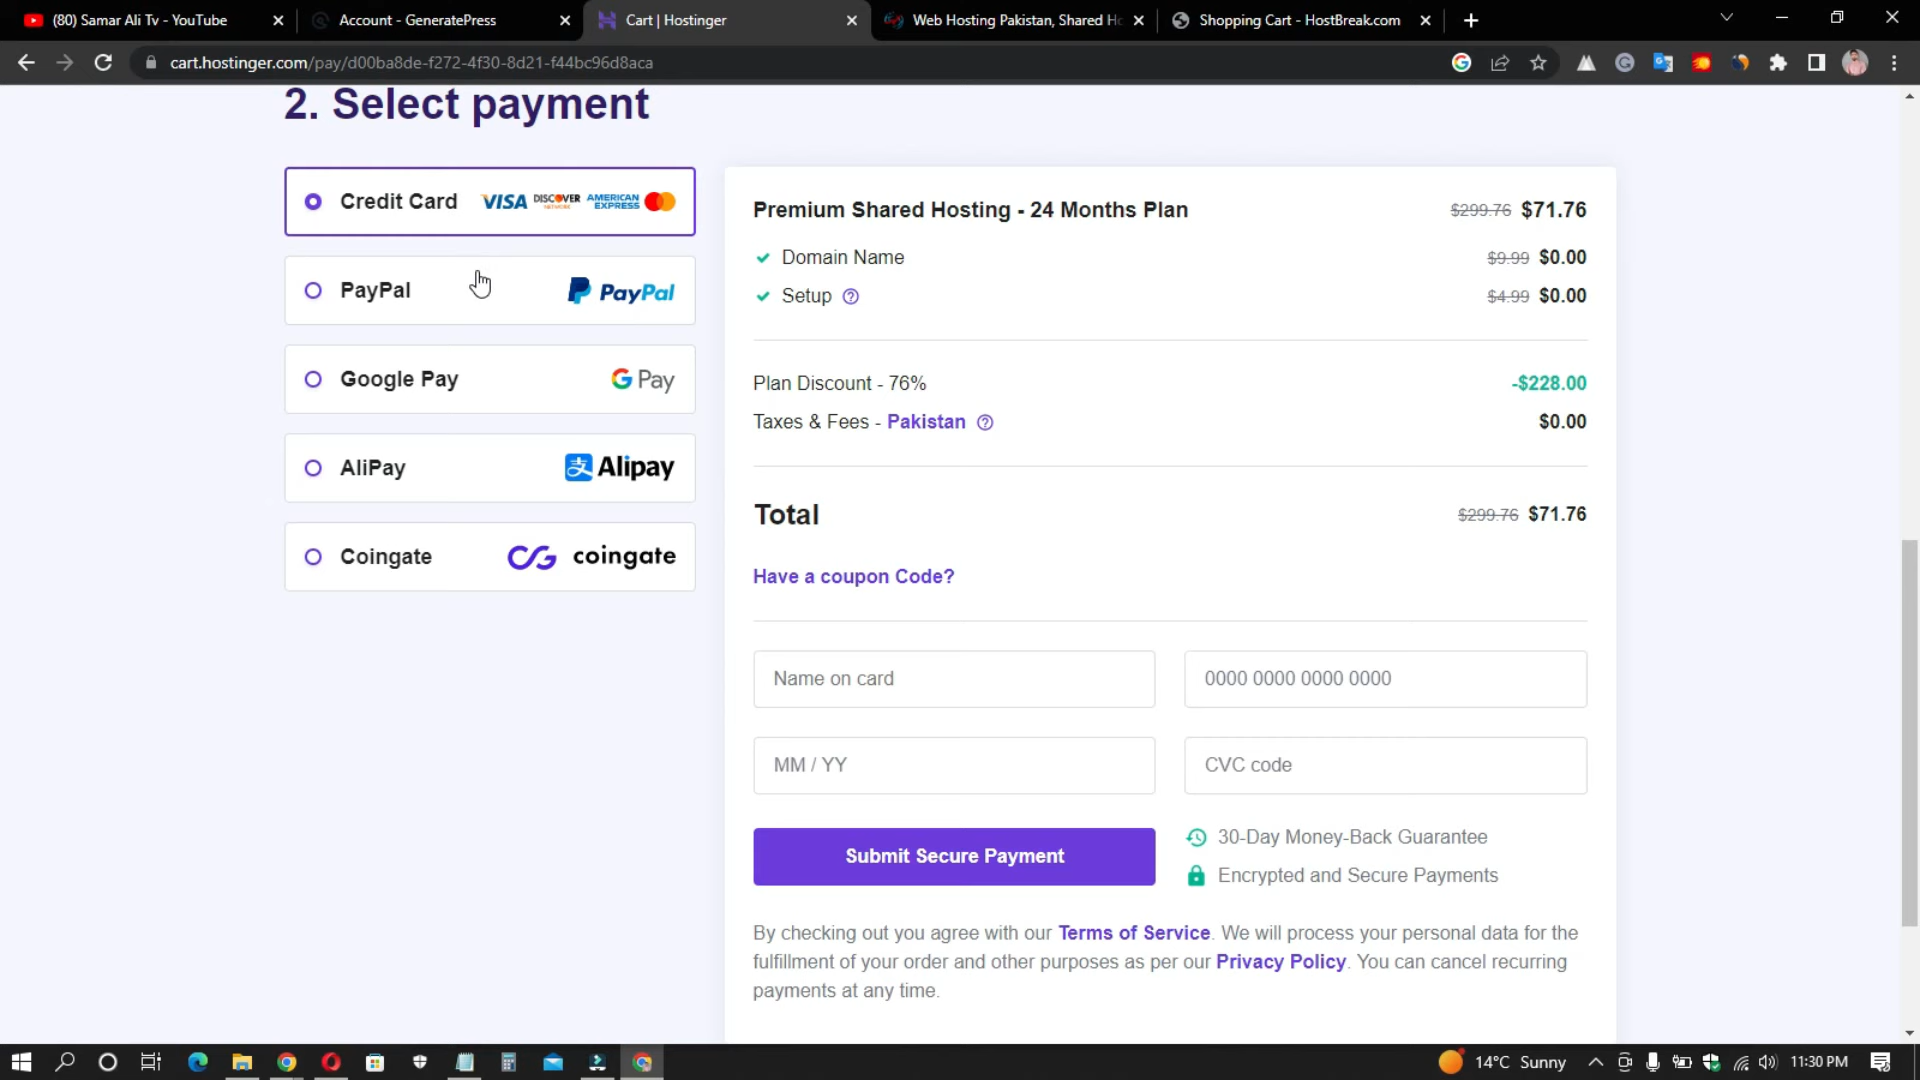 (80) Samar Ali Tv - YouTube
Account - GeneratePress
Cart | Hostinger
Web Hosting Pakistan, Shared Ho
Shopping Cart - HostBreak.com
cart.hostinger.com/pay/d00ba8de-f272-4f30-8d21-f44bc96d8aca
2. Select payment
Credit Card VISA DISCOVER NETWORK AMERICAN EXPRESS
PayPal PayPal
Google Pay G Pay
AliPay 支 Alipay
Coingate coingate
Premium Shared Hosting - 24 Months Plan $299.76 $71.76
Domain Name $9.99 $0.00
Setup $4.99 $0.00
Plan Discount - 76% -$228.00
Taxes & Fees - Pakistan $0.00
Total $299.76 $71.76
Have a coupon Code?
Name on card 0000 0000 0000 0000
MM / YY CVC code
Submit Secure Payment
30-Day Money-Back Guarantee
Encrypted and Secure Payments
By checking out you agree with our Terms of Service. We will process your personal data for the
fulfillment of your order and other purposes as per our Privacy Policy. You can cancel recurring
payments at any time.
14°C Sunny 11:30 PM